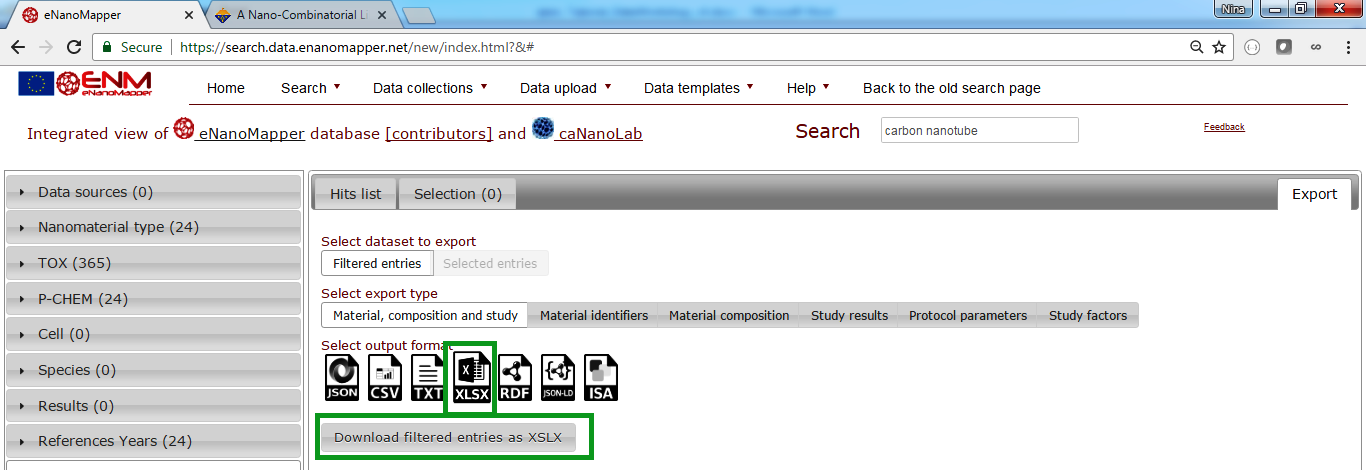 eNanoMapper
A Nano-Combinatorial Li
Nina
Secure https://search.data.enanomapper.net/new/index.html?&#
ENM
eNanoMapper
Home Search Data collections Data upload Data templates Help Back to the old search page
Integrated view of eNanoMapper database [contributors] and caNanoLab
Search carbon nanotube
Feedback
Data sources (0)
Nanomaterial type (24)
TOX (365)
P-CHEM (24)
Cell (0)
Species (0)
Results (0)
References Years (24)
Hits list Selection (0) Export
Select dataset to export
Filtered entries Selected entries
Select export type
Material, composition and study Material identifiers Material composition Study results Protocol parameters Study factors
Select output format
JSON CSV TXT XLSX RDF JSON-LD ISA
Download filtered entries as XSLX